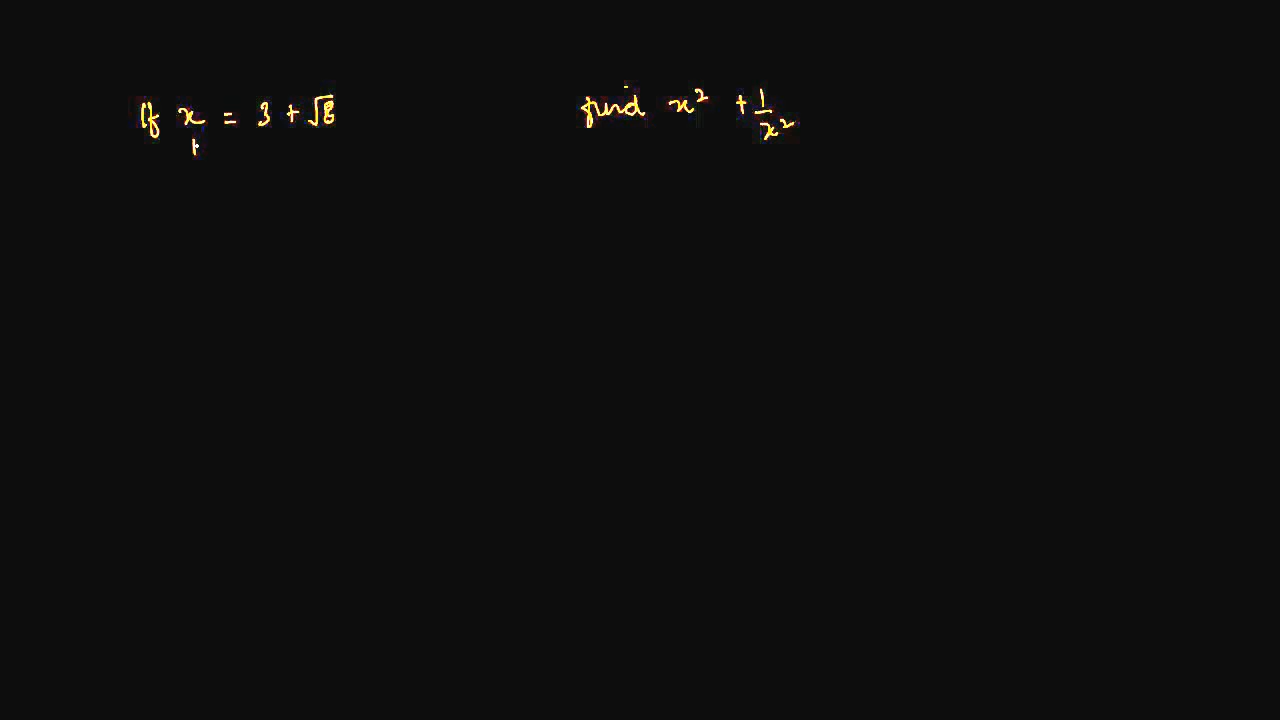 If x = 3 + √8 find x² + 1/x²